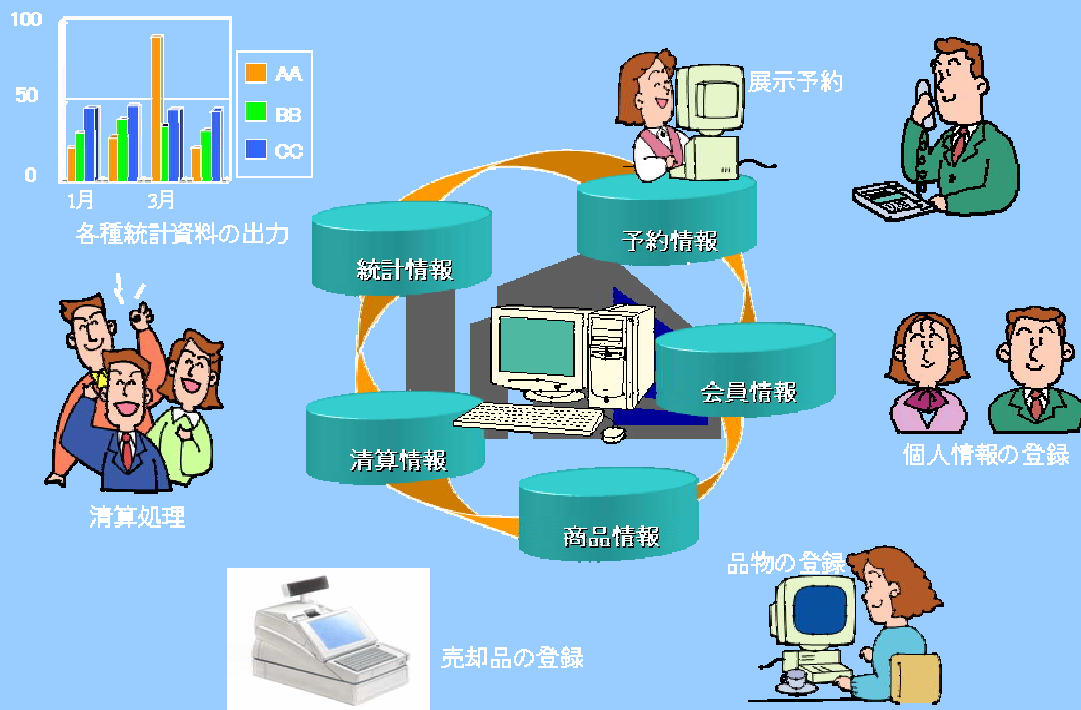 100
50
0
1月
3月
AA
BB
CC
各種統計資料の出力
展示予約
統計情報
予約情報
会員情報
清算情報
商品情報
個人情報の登録
清算処理
品物の登録
売却品の登録